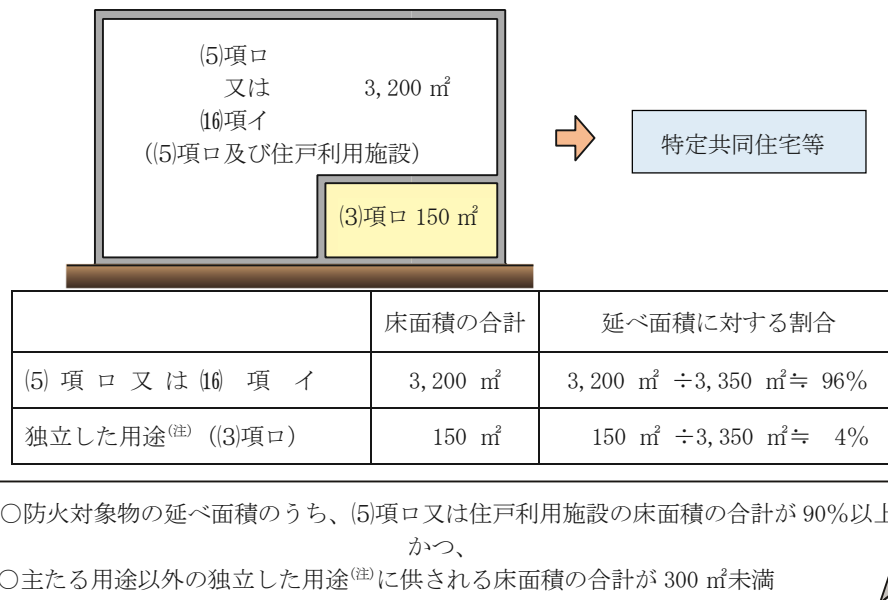 ⑸項ロ
又は 3,200 ㎡
⒃項イ
(⑸項ロ及び住戸利用施設)
特定共同住宅等
⑶項ロ 150 ㎡
床面積の合計 延べ面積に対する割合
⑸ 項 ロ 又 は ⒃ 項 イ 3,200 ㎡ 3,200 ㎡ ÷3,350 ㎡≒ 96%
独立した用途(注)(⑶項ロ) 150 ㎡ 150 ㎡ ÷3,350 ㎡≒ 4%
○防火対象物の延べ面積のうち、⑸項ロ又は住戸利用施設の床面積の合計が 90%以上
かつ、
○主たる用途以外の独立した用途(注)に供される床面積の合計が 300 ㎡未満